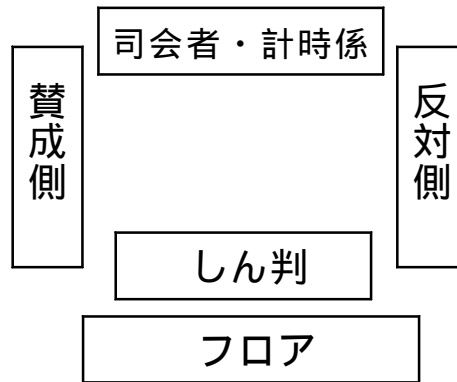 司会者・計時係
賛成側
反対側
しん判
フロア